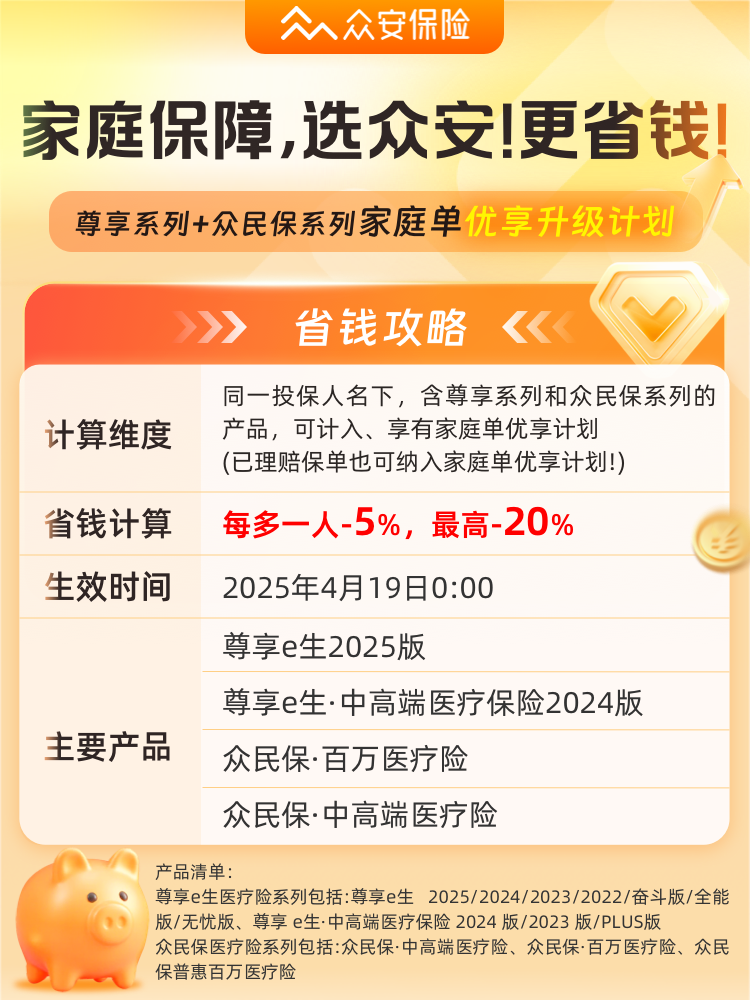 众安保险
家庭保障,选众安!更省钱!
尊享系列+众民保系列家庭单优享升级计划
省钱攻略
计算维度
同一投保人名下，含尊享系列和众民保系列的
产品，可计入、享有家庭单优享计划
(已理赔保单也可纳入家庭单优享计划!)
省钱计算
每多一人-5%，最高-20%
生效时间
2025年4月19日0:00
主要产品
尊享e生2025版
尊享e生·中高端医疗保险2024版
众民保·百万医疗险
众民保·中高端医疗险
产品清单：
尊享e生医疗险系列包括:尊享e生 2025/2024/2023/2022/奋斗版/全能
版/无忧版、尊享 e生·中高端医疗保险 2024 版/2023 版/PLUS版
众民保医疗险系列包括:众民保·中高端医疗险、众民保·百万医疗险、众民
保普惠百万医疗险